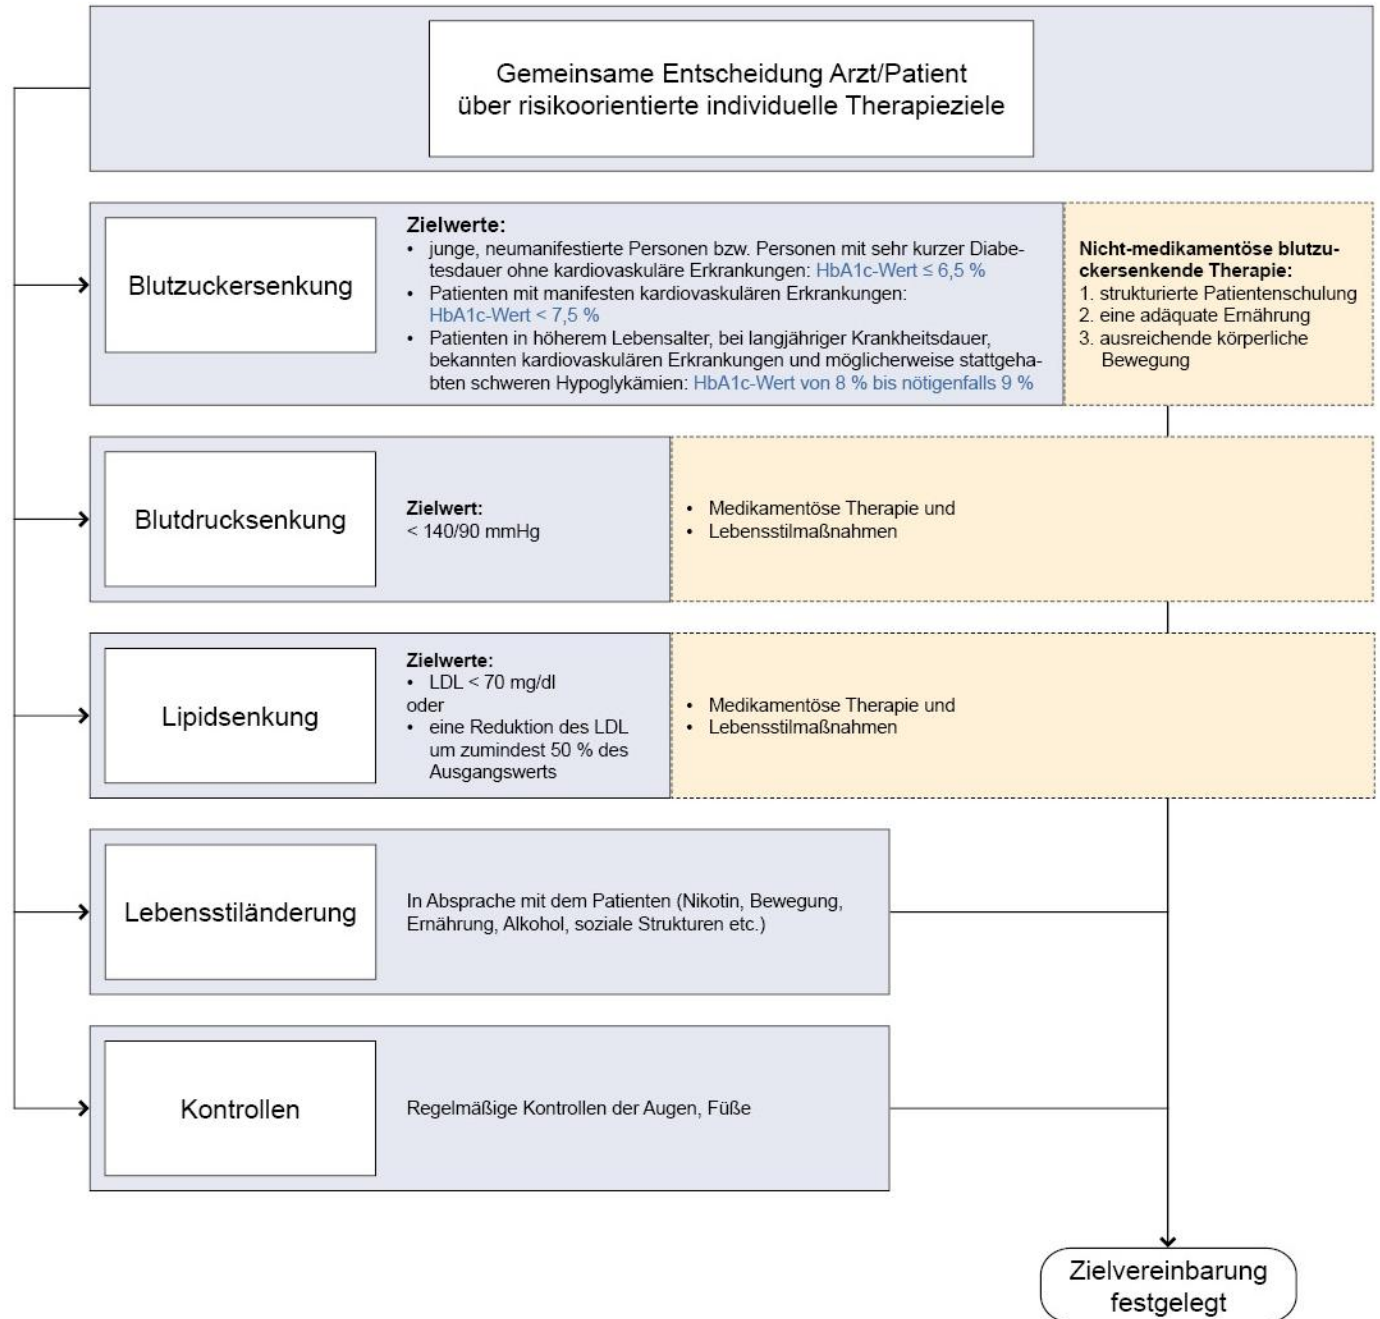 Gemeinsame Entscheidung Arzt/Patient
über risikoorientierte individuelle Therapieziele
Blutzuckersenkung
Zielwerte:
• junge, neumanifestierte Personen bzw. Personen mit sehr kurzer Diabe-
tesdauer ohne kardiovaskuläre Erkrankungen: HbA1c-Wert ≤ 6,5 %
• Patienten mit manifesten kardiovaskulären Erkrankungen:
HbA1c-Wert < 7,5 %
• Patienten in höherem Lebensalter, bei langjähriger Krankheitsdauer,
bekannten kardiovaskulären Erkrankungen und möglicherweise stattgeha-
bten schweren Hypoglykämien: HbA1c-Wert von 8 % bis nötigenfalls 9 %
Nicht-medikamentöse blutzu-
ckersenkende Therapie:
1. strukturierte Patientenschulung
2. eine adäquate Ernährung
3. ausreichende körperliche
Bewegung
Blutdrucksenkung
Zielwert:
< 140/90 mmHg
• Medikamentöse Therapie und
• Lebensstilmaßnahmen
Lipidsenkung
Zielwerte:
• LDL < 70 mg/dl
oder
• eine Reduktion des LDL
um zumindest 50 % des
Ausgangswerts
• Medikamentöse Therapie und
• Lebensstilmaßnahmen
Lebensstiländerung
In Absprache mit dem Patienten (Nikotin, Bewegung,
Ernährung, Alkohol, soziale Strukturen etc.)
Kontrollen
Regelmäßige Kontrollen der Augen, Füße
Zielvereinbarung
festgelegt